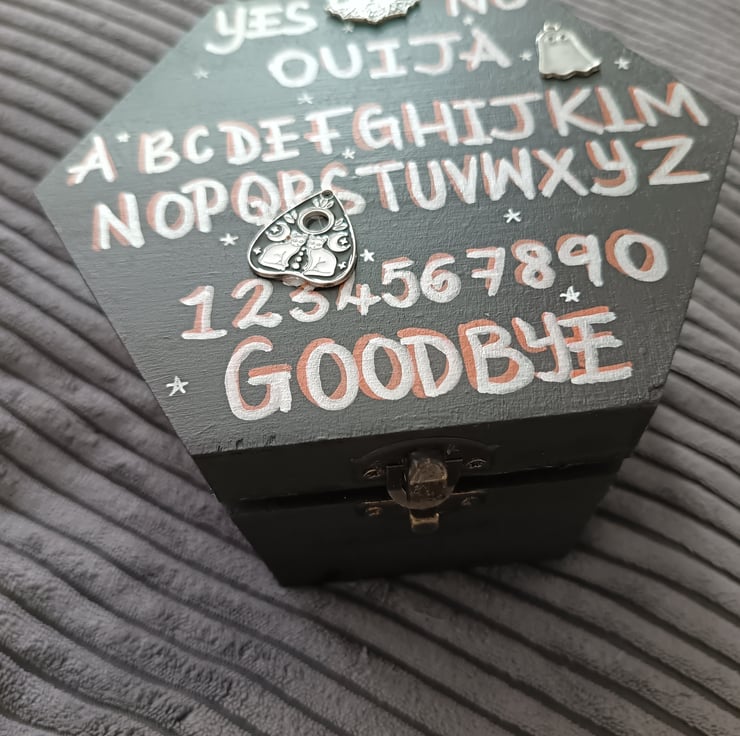 YES NO
OUIJA
ABCDEFGHIJKLM
NOPQRSTUVWXYZ
1234567890
GOODBYE